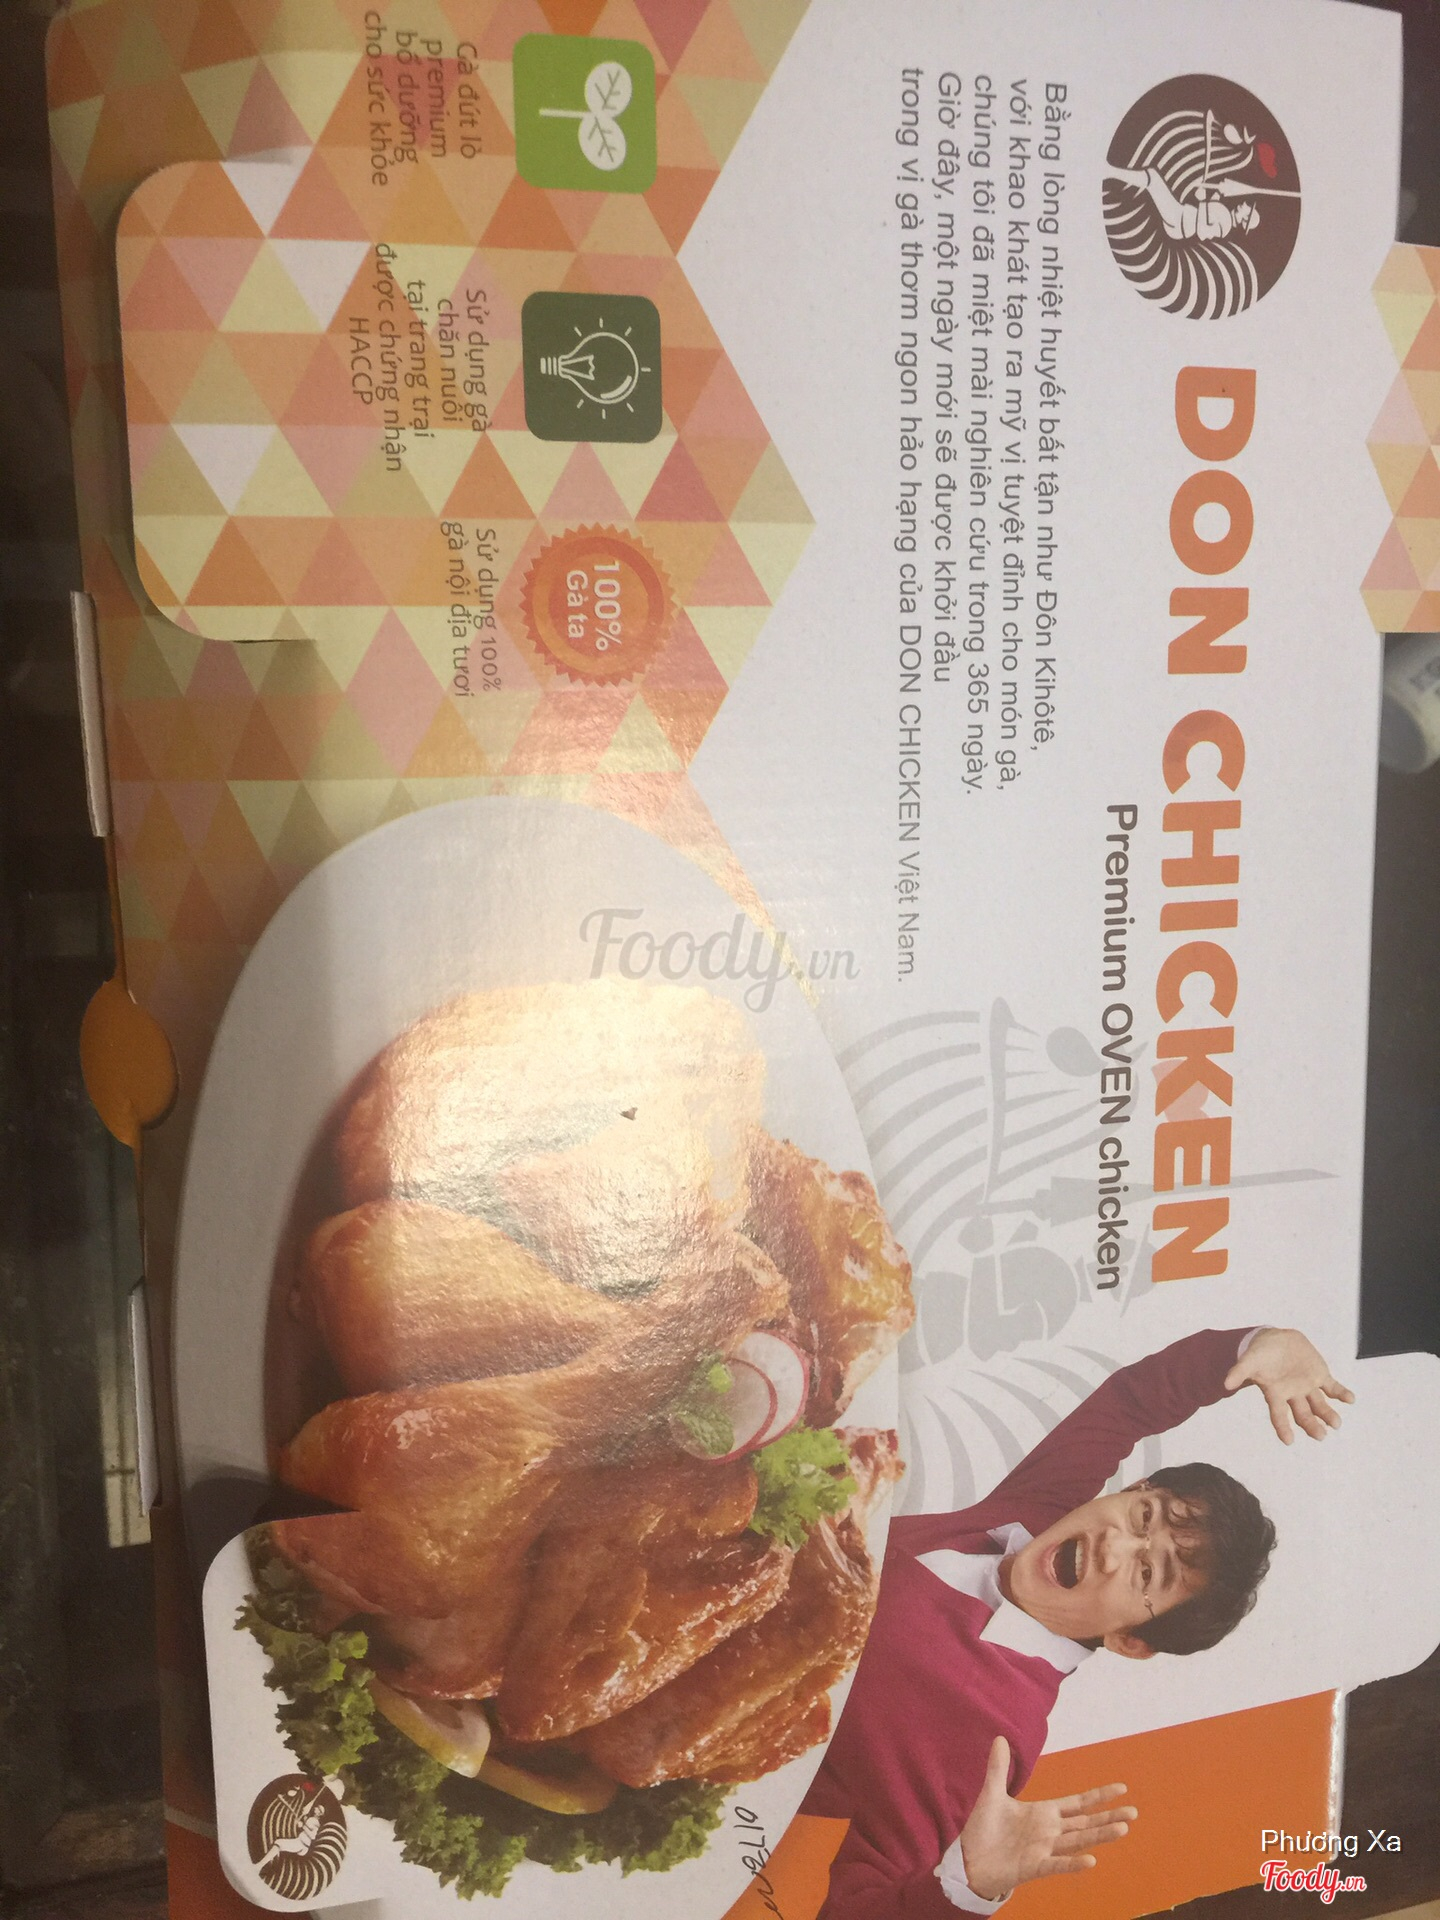 DON CHICKEN
Premium OVEN chicken
Bằng lòng nhiệt huyết bất tận như Đôn Kihôtê,
với khao khát tạo ra mỹ vị tuyệt đỉnh cho món gà,
chúng tôi đã miệt mài nghiên cứu trong 365 ngày.
Giờ đây, một ngày mới sẽ được khởi đầu
trong vị gà thơm ngon hảo hạng của DON CHICKEN Việt Nam.
Gà đút lò
premium
bổ dưỡng
cho sức khỏe
Sử dụng gà
chăn nuôi
tại trang trại
được chứng nhận
HACCP
100%
Gà ta
Sử dụng 100%
gà nội địa tươi
Foody.vn
Phương Xa
Foody.vn